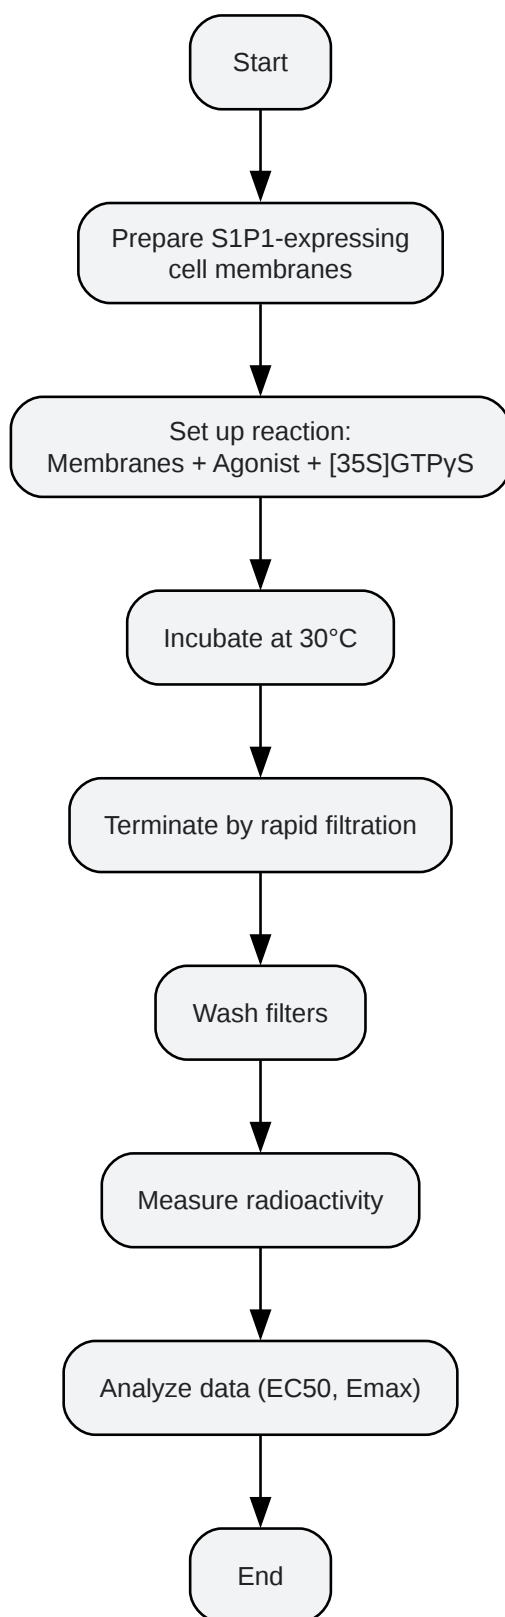 Start
Prepare S1P1-expressing
cell membranes
Set up reaction:
Membranes + Agonist + [35S]GTPγS
Incubate at 30°C
Terminate by rapid filtration
Wash filters
Measure radioactivity
Analyze data (EC50, Emax)
End